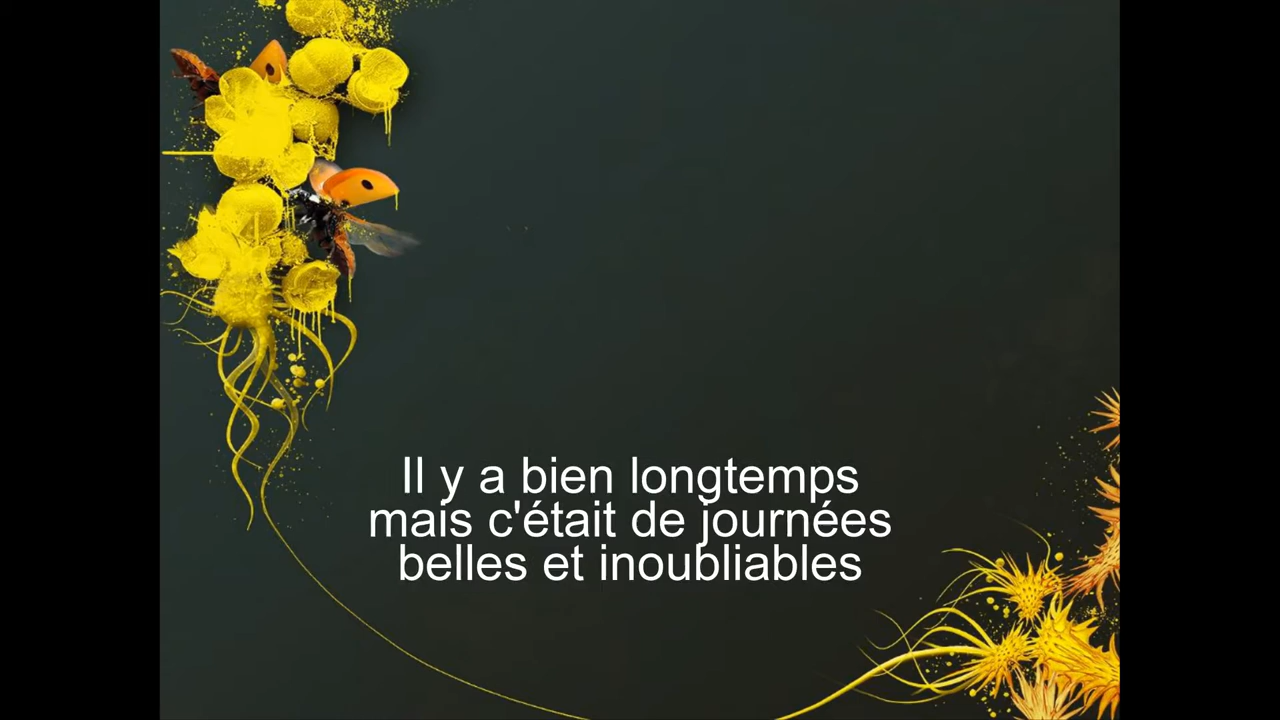 Il y a bien longtemps
mais c'était de journées
belles et inoubliables